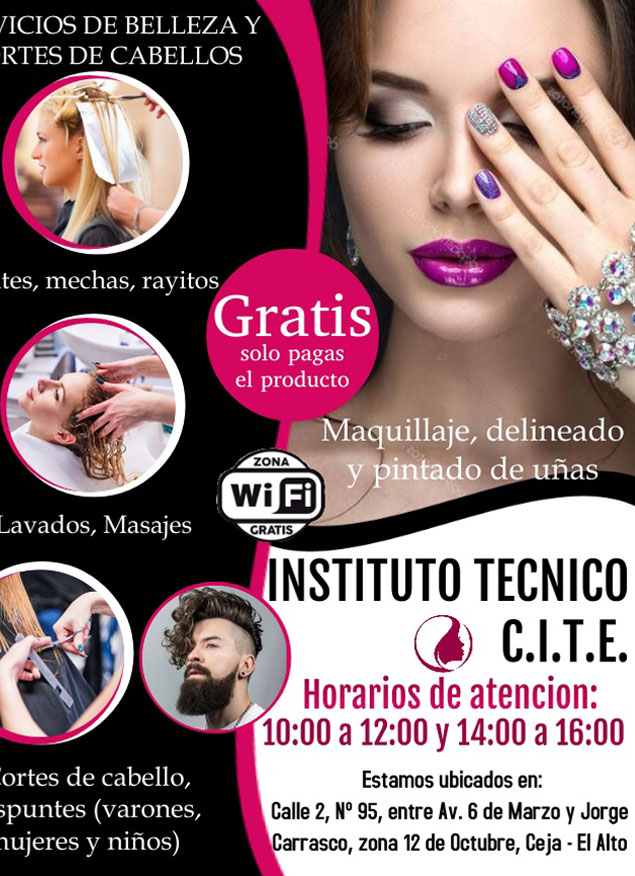 VICIOS DE BELLEZA Y
ORTES DE CABELLOS
tes, mechas, rayitos
Gratis
solo pagas
el producto
Maquillaje, delineado
y pintado de uñas
ZONA
Wi Fi
GRATIS
Lavados, Masajes
INSTITUTO TECNICO
C.I.T.E.
Horarios de atencion:
10:00 a 12:00 y 14:00 a 16:00
Cortes de cabello,
spuntes (varones,
mujeres y niños)
Estamos ubicados en:
Calle 2, Nº 95, entre Av. 6 de Marzo y Jorge
Carrasco, zona 12 de Octubre, Ceja - El Alto